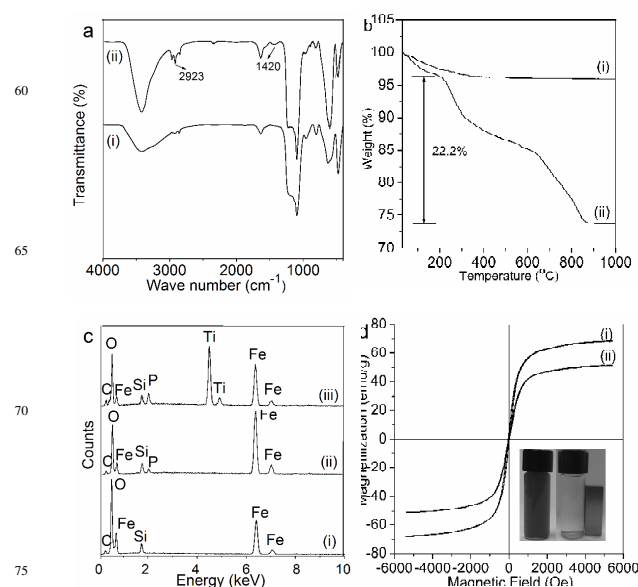 60
65
70
75
a
(ii)
2923
1420
(i)
Transmittance (%)
4000 3000 2000 1000
Wave number (cm-1)
b
105
100
95
90
85
80
75
70
(i)
22.2%
(ii)
Weight (%)
200 400 600 800 1000
Temperature (°C)
c
O
C
Fe
Si
P
Ti
Ti
Fe
Fe
(iii)
O
C
Fe
Si
P
Fe
Fe
(ii)
O
C
Fe
Si
Fe
Fe
(i)
Counts
0 2 4 6 8 10
Energy (keV)
d
80
60
40
20
0
-20
-40
-60
-80
(i)
(ii)
Magnetization (emu/g)
-6000 -4000 -2000 0 2000 4000 6000
Magnetic Field (Oe)